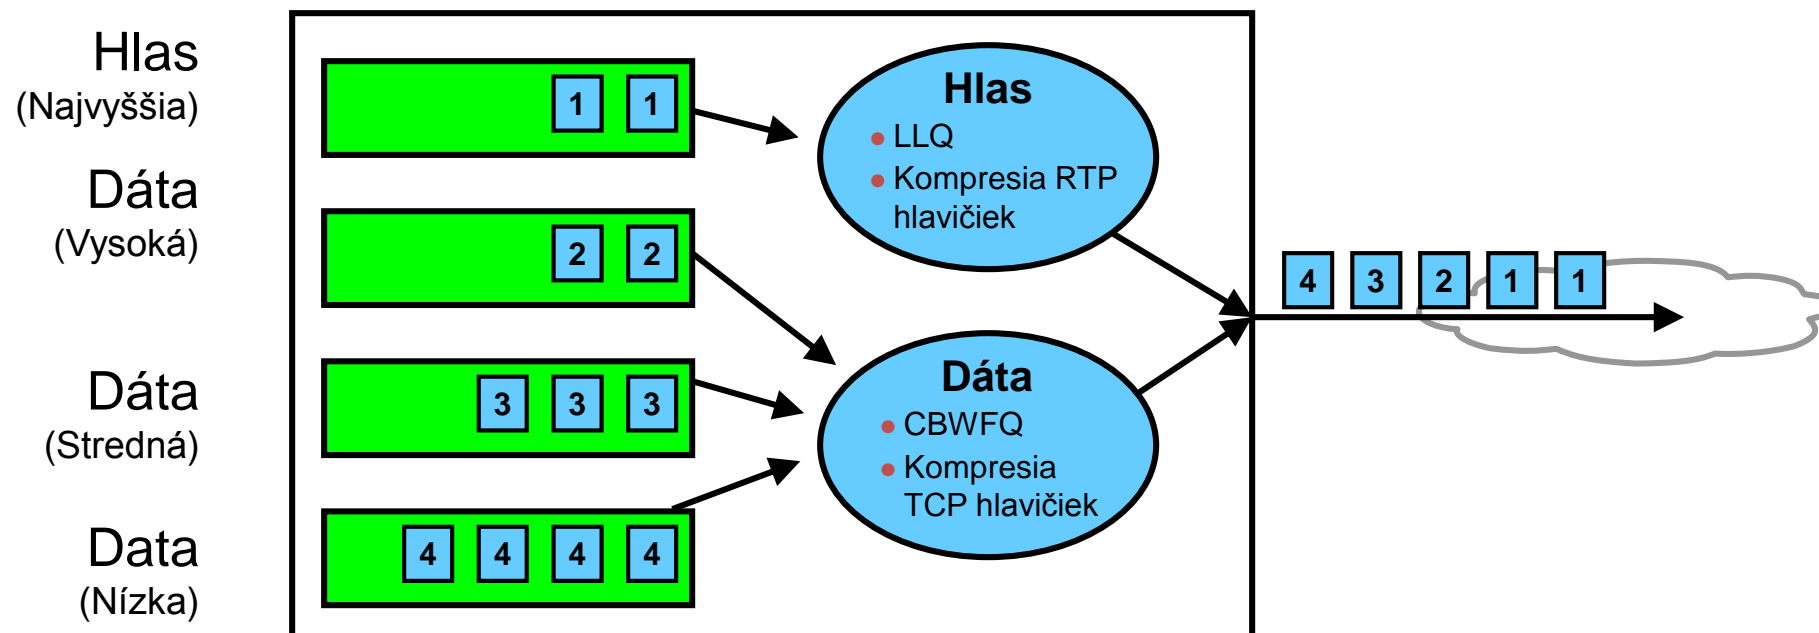 Hlas
(Najvyššia)
1 1
Hlas
LLQ
Kompresia RTP
hlavičiek
Dáta
(Vysoká)
2 2
4 3 2 1 1
Dáta
(Stredná)
3 3 3
Dáta
CBWFQ
Kompresia
TCP hlavičiek
Data
(Nízka)
4 4 4 4